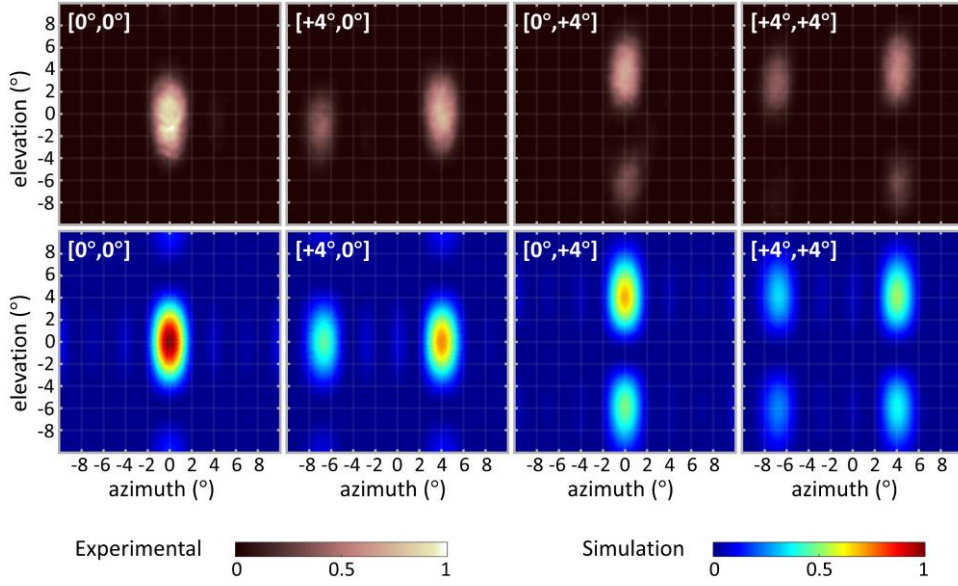 [0°,0°] [+4°,0°] [0°,+4°] [+4°,+4°]
8
6
4
2
0
-2
-4
-6
-8
elevation (°)
[0°,0°] [+4°,0°] [0°,+4°] [+4°,+4°]
8
6
4
2
0
-2
-4
-6
-8
elevation (°)
-8 -6 -4 -2 0 2 4 6 8 -8 -6 -4 -2 0 2 4 6 8 -8 -6 -4 -2 0 2 4 6 8 -8 -6 -4 -2 0 2 4 6 8
azimuth (°) azimuth (°) azimuth (°) azimuth (°)
Experimental Simulation
0 0.5 1 0 0.5 1